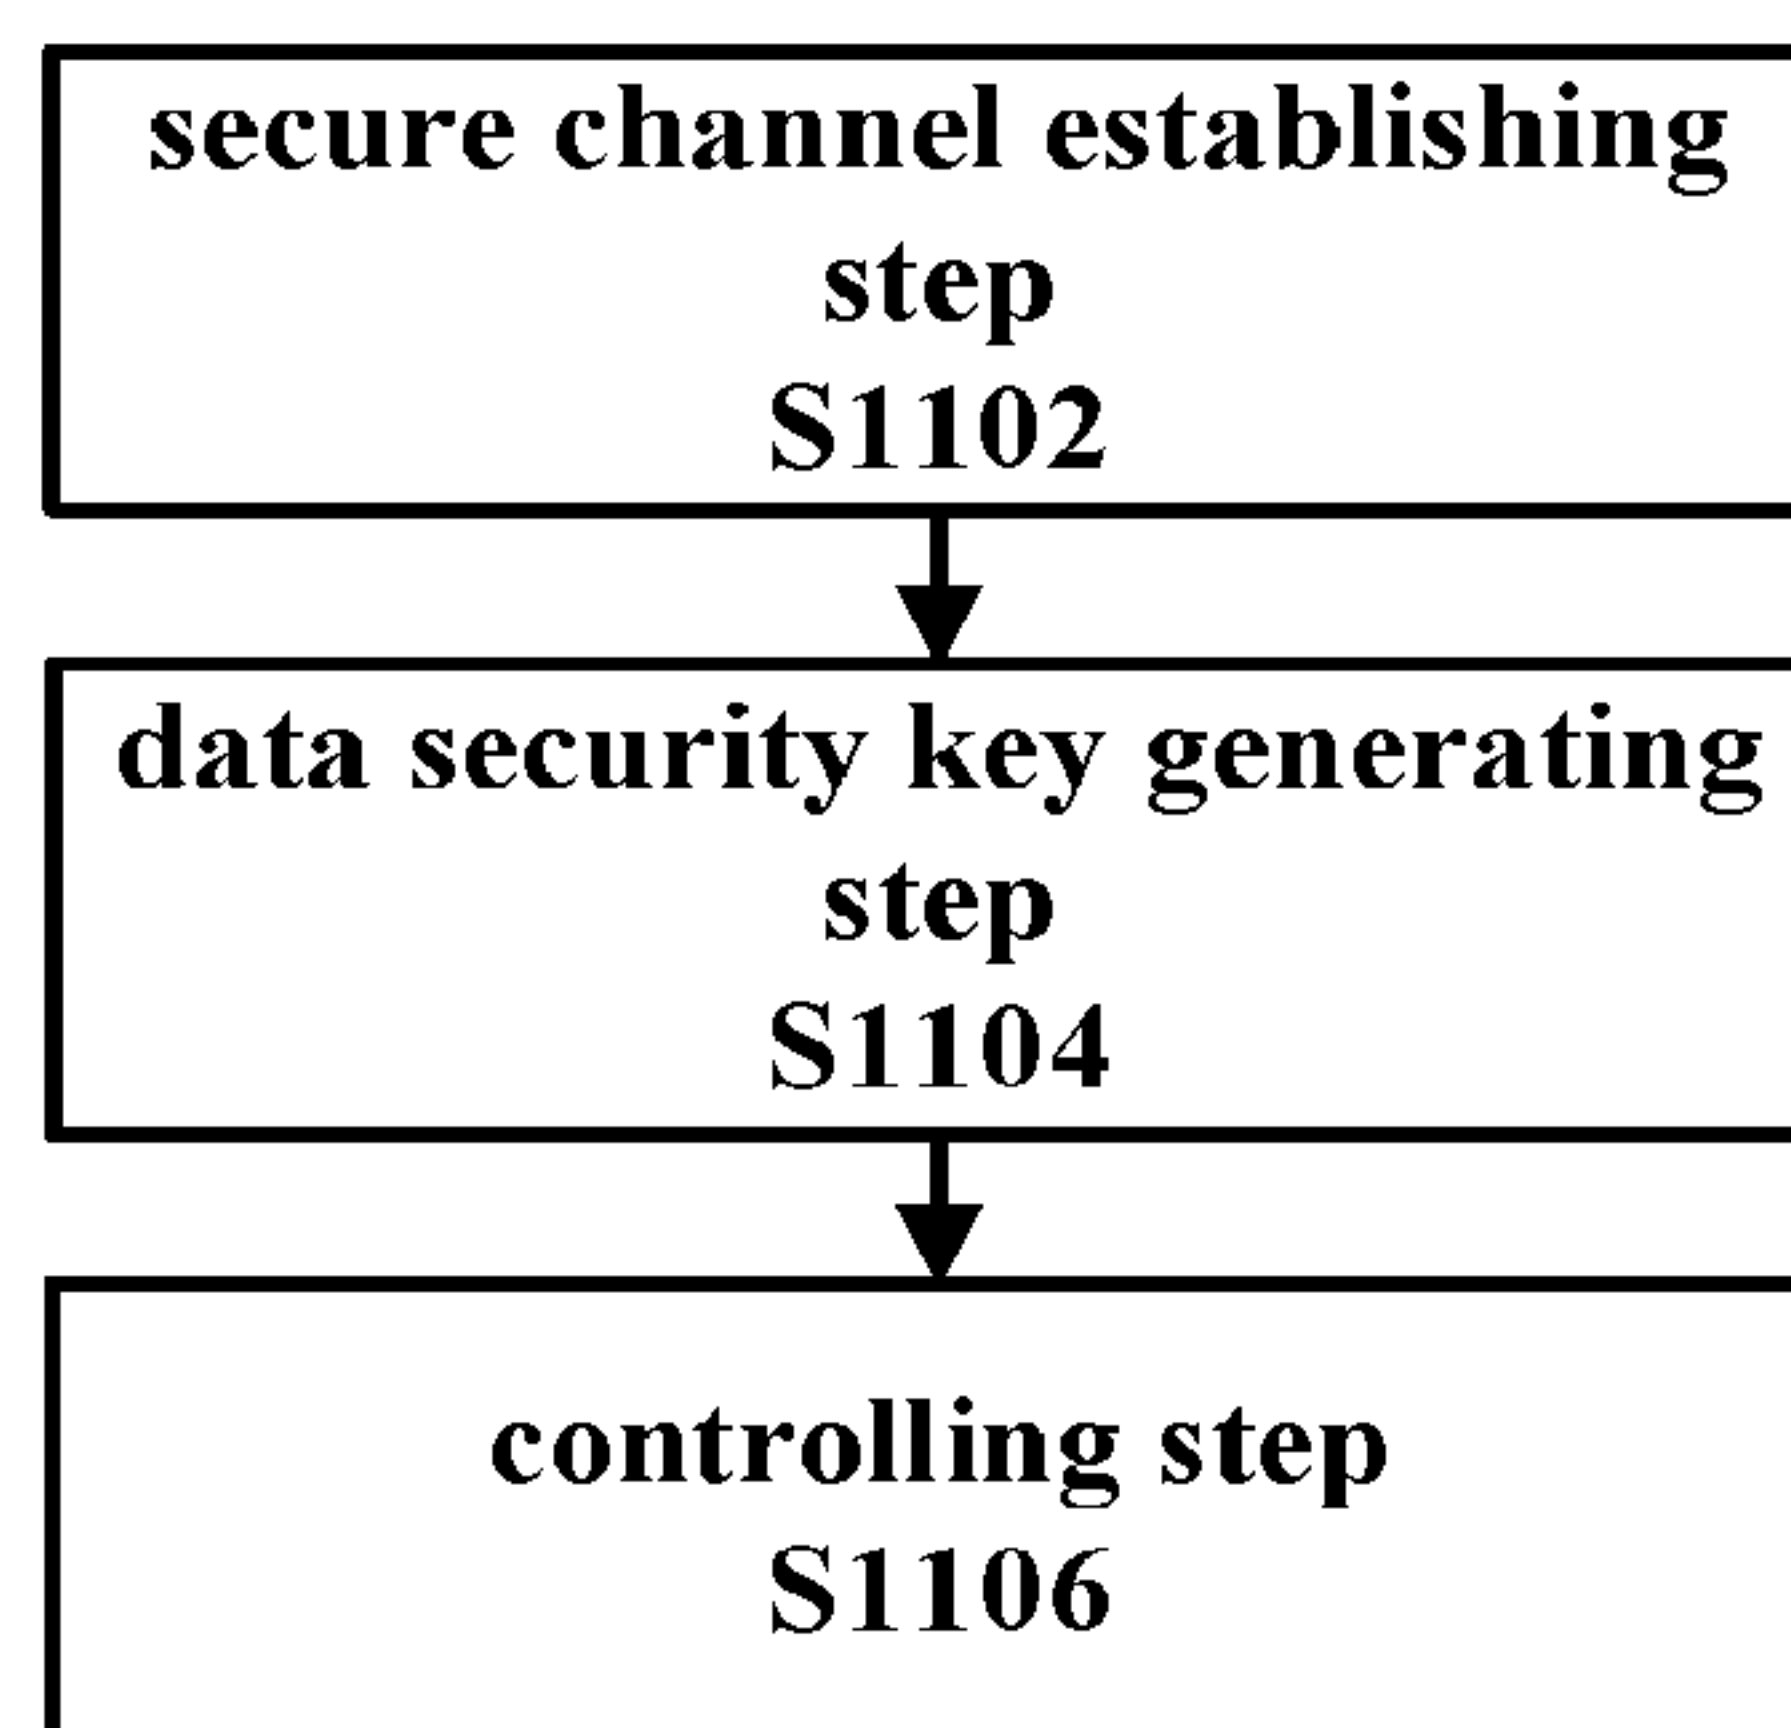 secure channel establishing
step
S1102
data security key generating
step
S1104
controlling step
S1106